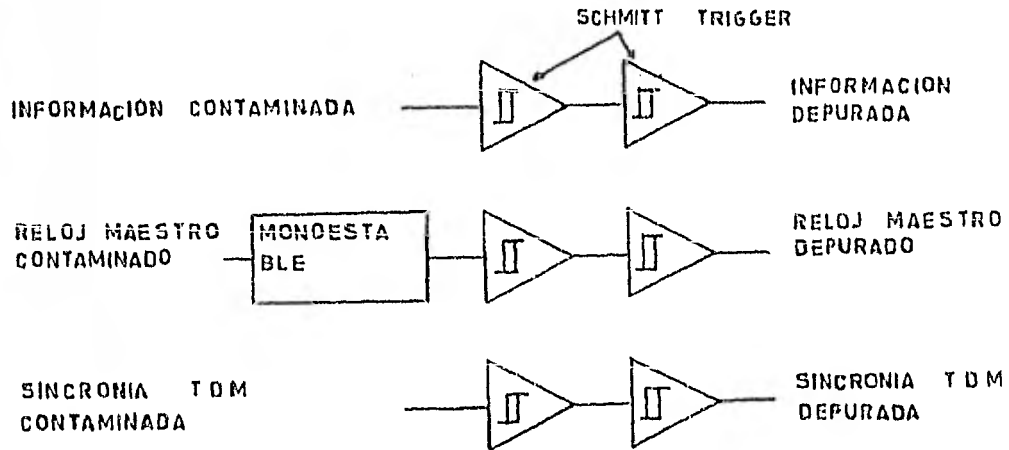 SCHMITT TRIGGER
INFORMACION CONTAMINADA
INFORMACION
DEPURADA
RELOJ MAESTRO
CONTAMINADO
MONOESTA
BLE
RELOJ MAESTRO
DEPURADO
SINCRONIA TDM
CONTAMINADA
SINCRONIA TDM
DEPURADA